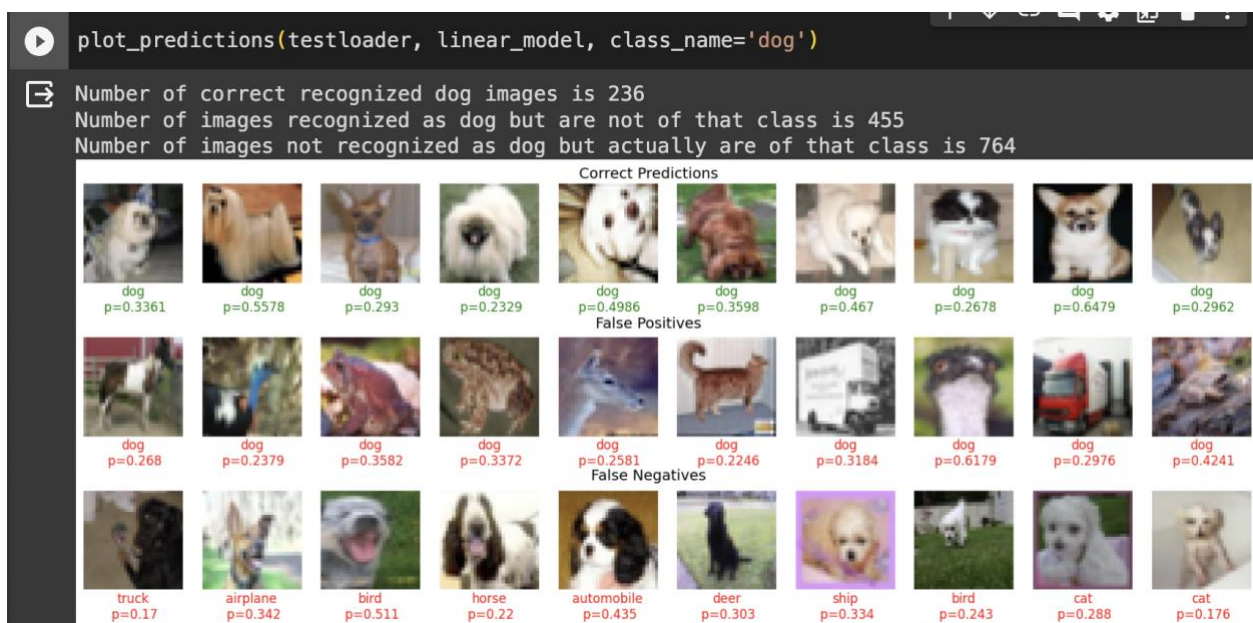 plot_predictions(testloader, linear_model, class_name='dog')
Number of correct recognized dog images is 236
Number of images recognized as dog but are not of that class is 455
Number of images not recognized as dog but actually are of that class is 764
Correct Predictions
dog dog dog dog dog dog dog dog dog dog
p=0.3361 p=0.5578 p=0.293 p=0.2329 p=0.4986 p=0.3598 p=0.467 p=0.2678 p=0.6479 p=0.2962
False Positives
dog dog dog dog dog dog dog dog dog dog
p=0.268 p=0.2379 p=0.3582 p=0.3372 p=0.2581 p=0.2246 p=0.3184 p=0.6179 p=0.2976 p=0.4241
False Negatives
truck airplane bird horse automobile deer ship bird cat cat
p=0.17 p=0.342 p=0.511 p=0.22 p=0.435 p=0.303 p=0.334 p=0.243 p=0.288 p=0.176